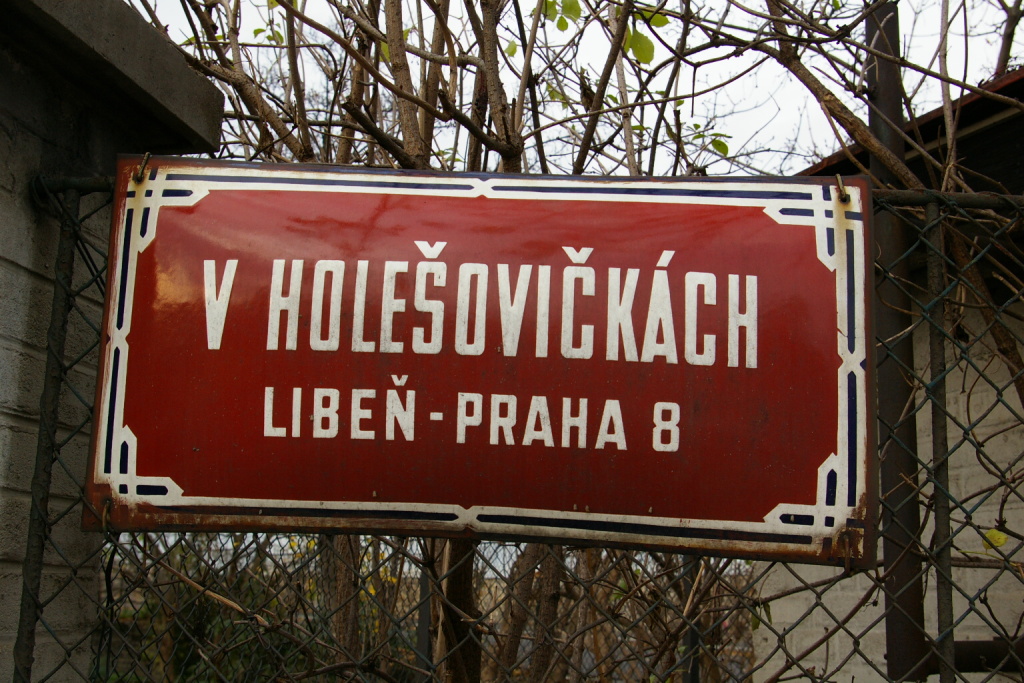 V HOLEŠOVIČKÁCH
LIBEŇ - PRAHA 8